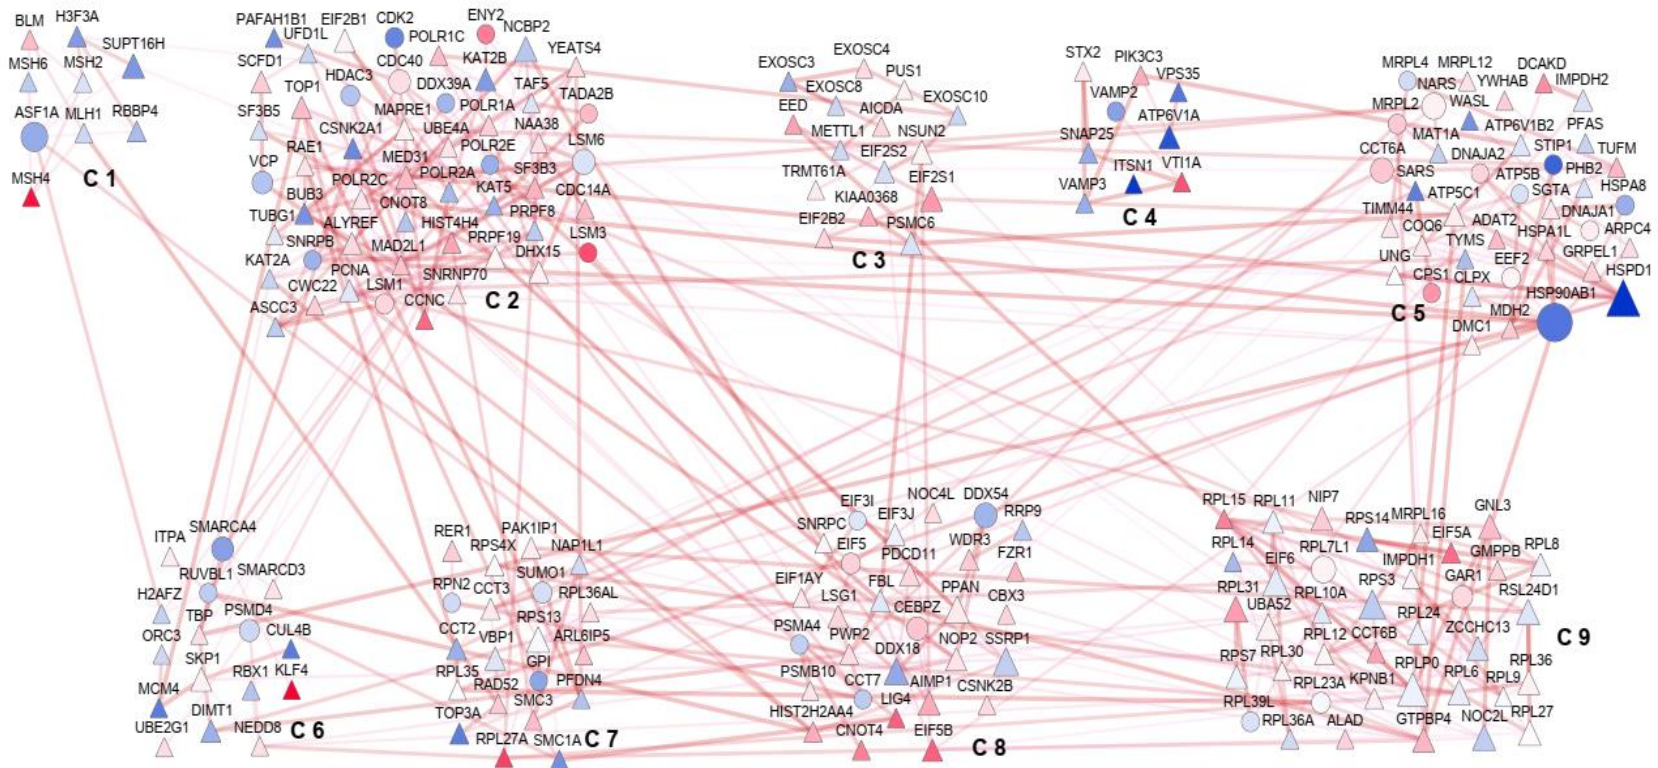 BLM H3F3A
SUPT16H
MSH6 MSH2
ASF1A MLH1 RBBP4
MSH4
C 1
PAFAH1B1 EIF2B1 CDK2 ENY2
UFD1L POLR1C NCBP2
SCFD1 CDC40 KAT2B YEATS4
HDAC3 DDX39A TAF5
TOP1 MAPRE1 POLR1A TADA2B
SF3B5 CSNK2A1 UBE4A NAA38
VCP RAE1 MED31 POLR2E LSM6
POLR2C POLR2A SF3B3
BUB3 CNOT8 KAT5 CDC14A
TUBG1 ALYREF HIST4H4 PRPF8
SNRPB MAD2L1 PRPF19 LSM3
KAT2A PCNA SNRNP70 DHX15
CWC22 LSM1
ASCC3 CCNC
C 2
EXOSC4
EXOSC3 PUS1
EXOSC8 EXOSC10
EED AICDA
METTL1 NSUN2
EIF2S2
TRMT61A EIF2S1
KIAA0368
EIF2B2 PSMC6
C 3
STX2 PIK3C3
VPS35
VAMP2
ATP6V1A
SNAP25
ITSN1 VTI1A
VAMP3
C 4
MRPL4 MRPL12 DCAKD
NARS YWHAB IMPDH2
MRPL2 WASL
MAT1A ATP6V1B2 PFAS
CCT6A DNAJA2 STIP1 TUFM
SARS ATP5B PHB2
ATP5C1 SGTA HSPA8
TIMM44 DNAJA1
COQ6 ADAT2 HSPA1L ARPC4
UNG TYMS EEF2 GRPEL1
CPS1 CLPX HSPD1
HSP90AB1
C 5
MDH2
DMC1
ITPA SMARCA4
RUVBL1 SMARCD3
H2AFZ TBP PSMD4
ORC3 CUL4B
SKP1 RBX1 KLF4
MCM4
UBE2G1 DIMT1 NEDD8
C 6
RER1 PAK1IP1
RPS4X NAP1L1
RPN2 CCT3 SUMO1 RPL36AL
RPS13
CCT2 VBP1 ARL6IP5
RPL35 GPI
RAD52 PFDN4
TOP3A SMC3
RPL27A SMC1A
C 7
EIF3I NOC4L DDX54
SNRPC EIF3J RRP9
EIF5 PDCD11 WDR3
FZR1
EIF1AY FBL PPAN
LSG1 CEBPZ CBX3
PSMA4 PWP2 NOP2 SSRP1
DDX18
PSMB10 CCT7 AIMP1 CSNK2B
HIST2H2AA4 LIG4
CNOT4 EIF5B
C 8
RPL15 RPL11 NIP7 GNL3
RPS14 MRPL16
RPL14 EIF6 RPL7L1 EIF5A GMPPB RPL8
IMPDH1
RPL31 RPL10A RPS3 GAR1 RSL24D1
UBA52 RPL24
RPL12 CCT6B ZCCHC13
C 9
RPS7 RPL30 RPLP0 RPL6 RPL36
RPL23A KPNB1 RPL9
RPL39L RPL27
RPL36A ALAD GTPBP4 NOC2L